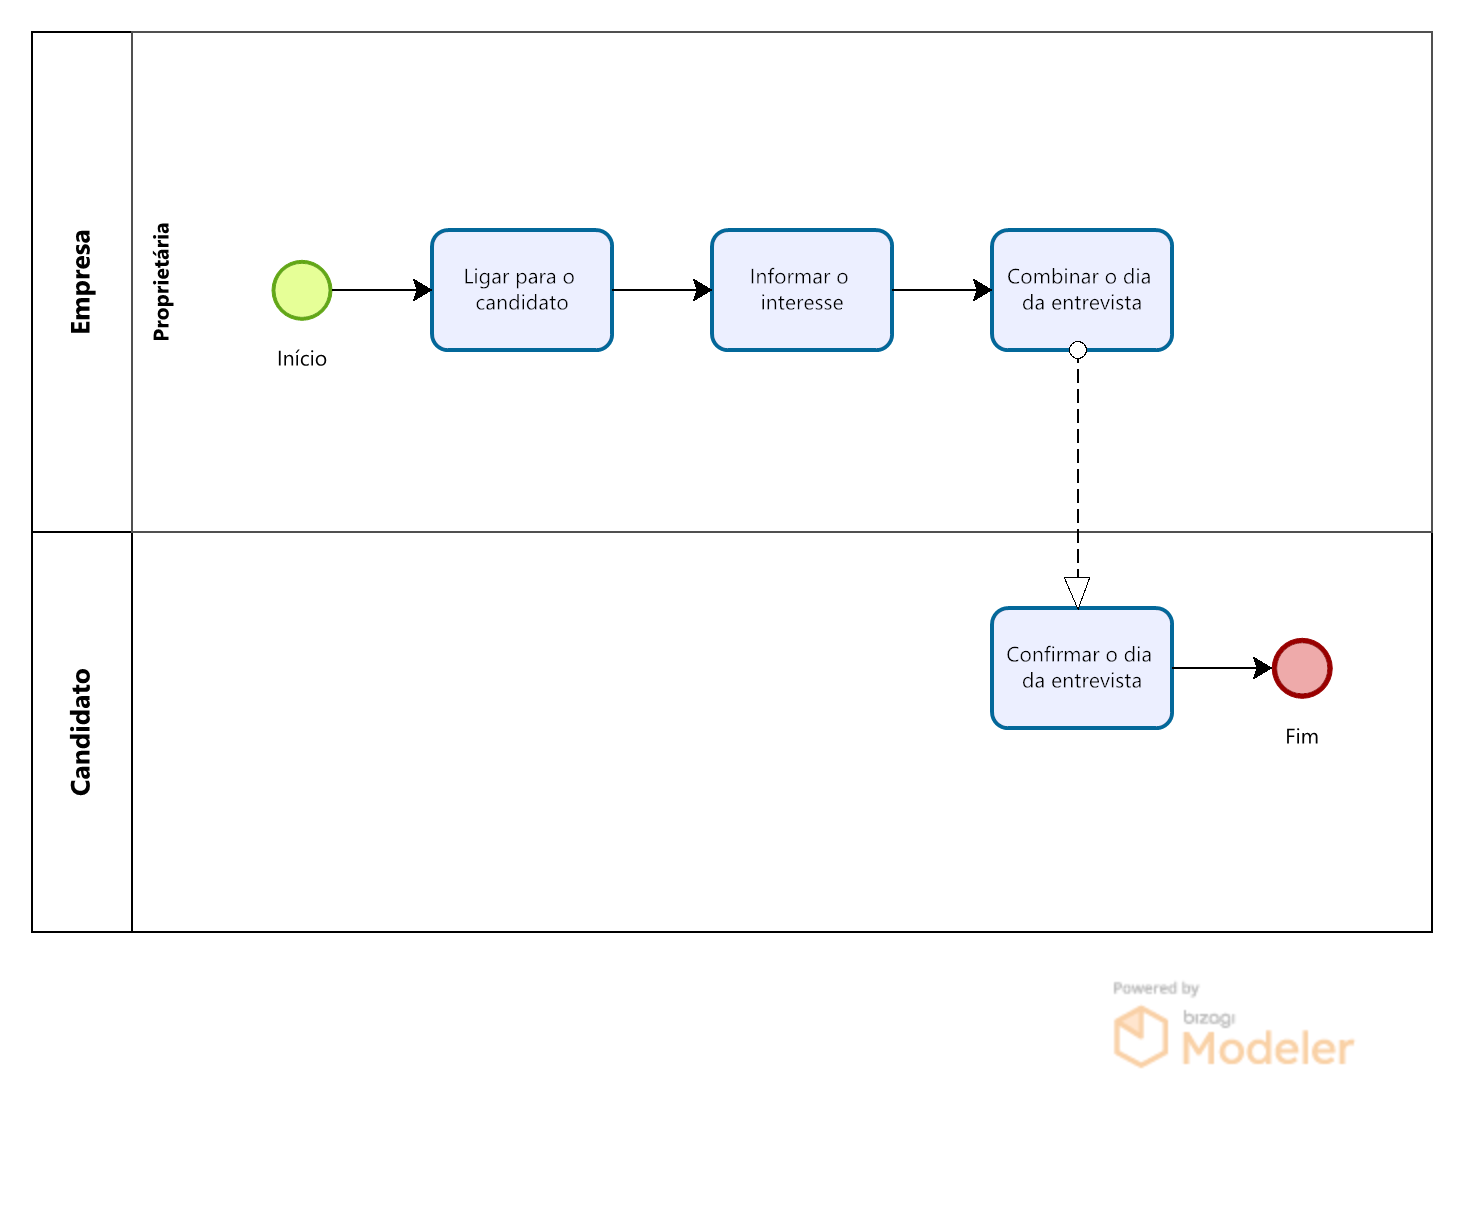 Empresa
Proprietária
Início
Ligar para o
candidato
Informar o
interesse
Combinar o dia
da entrevista
Candidato
Confirmar o dia
da entrevista
Fim
Powered by
bizagi
Modeler